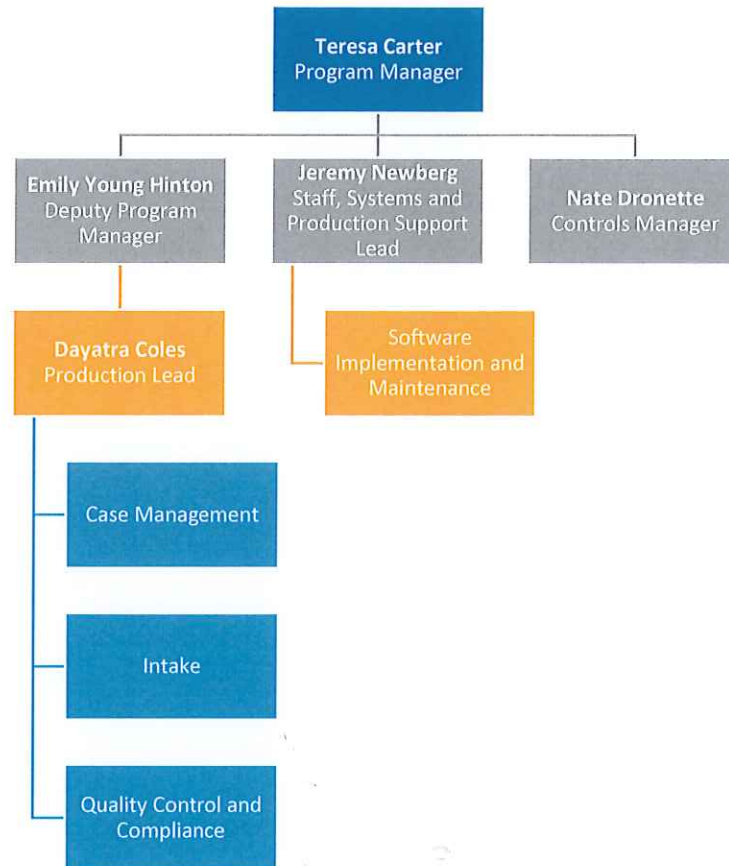 Teresa Carter
Program Manager
Emily Young Hinton
Deputy Program
Manager
Jeremy Newberg
Staff, Systems and
Production Support
Lead
Nate Dronette
Controls Manager
Dayatra Coles
Production Lead
Software
Implementation and
Maintenance
Case Management
Intake
Quality Control and
Compliance